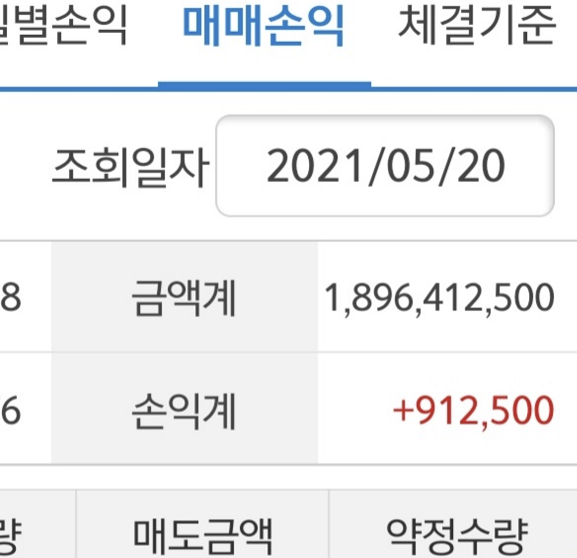 일별손익 매매손익 체결기준
조회일자 2021/05/20
8 금액계 1,896,412,500
6 손익계 +912,500
량 매도금액 약정수량